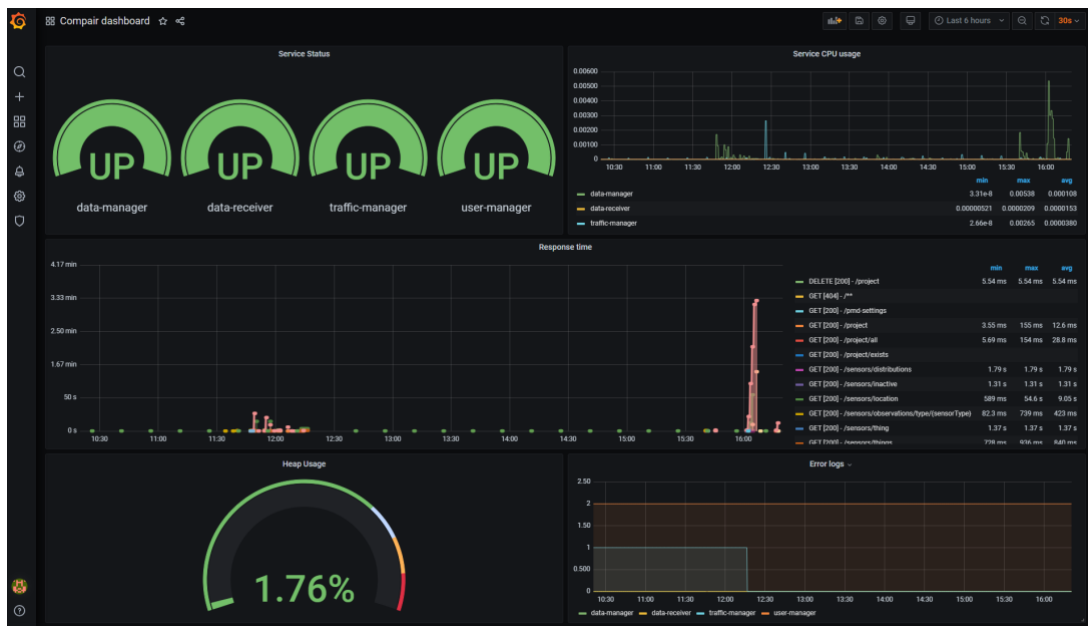 Compair dashboard
Last 6 hours
30s
Service Status
UP
UP
UP
UP
data-manager
data-receiver
traffic-manager
user-manager
Service CPU usage
0.00600
0.00500
0.00400
0.00300
0.00200
0.00100
0
10:30 11:00 11:30 12:00 12:30 13:00 13:30 14:00 14:30 15:00 15:30 16:00
min max avg
data-manager 3.31e-8 0.00538 0.000108
data-receiver 0.00000521 0.0000209 0.0000153
traffic-manager 2.66e-8 0.00265 0.0000380
Response time
4.17 min
3.33 min
2.50 min
1.67 min
50 s
0 s
10:30 11:00 11:30 12:00 12:30 13:00 13:30 14:00 14:30 15:00 15:30 16:00
min max avg
DELETE [200] - /project 5.54 ms 5.54 ms 5.54 ms
GET [404] - /**
GET [200] - /pmd-settings
GET [200] - /project 3.55 ms 155 ms 12.6 ms
GET [200] - /project/all 5.69 ms 154 ms 28.8 ms
GET [200] - /project/exists
GET [200] - /sensors/distributions 1.79 s 1.79 s 1.79 s
GET [200] - /sensors/inactive 1.31 s 1.31 s 1.31 s
GET [200] - /sensors/location 589 ms 54.6 s 9.05 s
GET [200] - /sensors/observations/type/{sensorType} 82.3 ms 739 ms 423 ms
GET [200] - /sensors/thing 1.37 s 1.37 s 1.37 s
GET [200] - /sensors/things 728 ms 936 ms 840 ms
Heap Usage
1.76%
Error logs
2.50
2
1.50
1
0.500
0
10:30 11:00 11:30 12:00 12:30 13:00 13:30 14:00 14:30 15:00 15:30 16:00
data-manager data-receiver traffic-manager user-manager